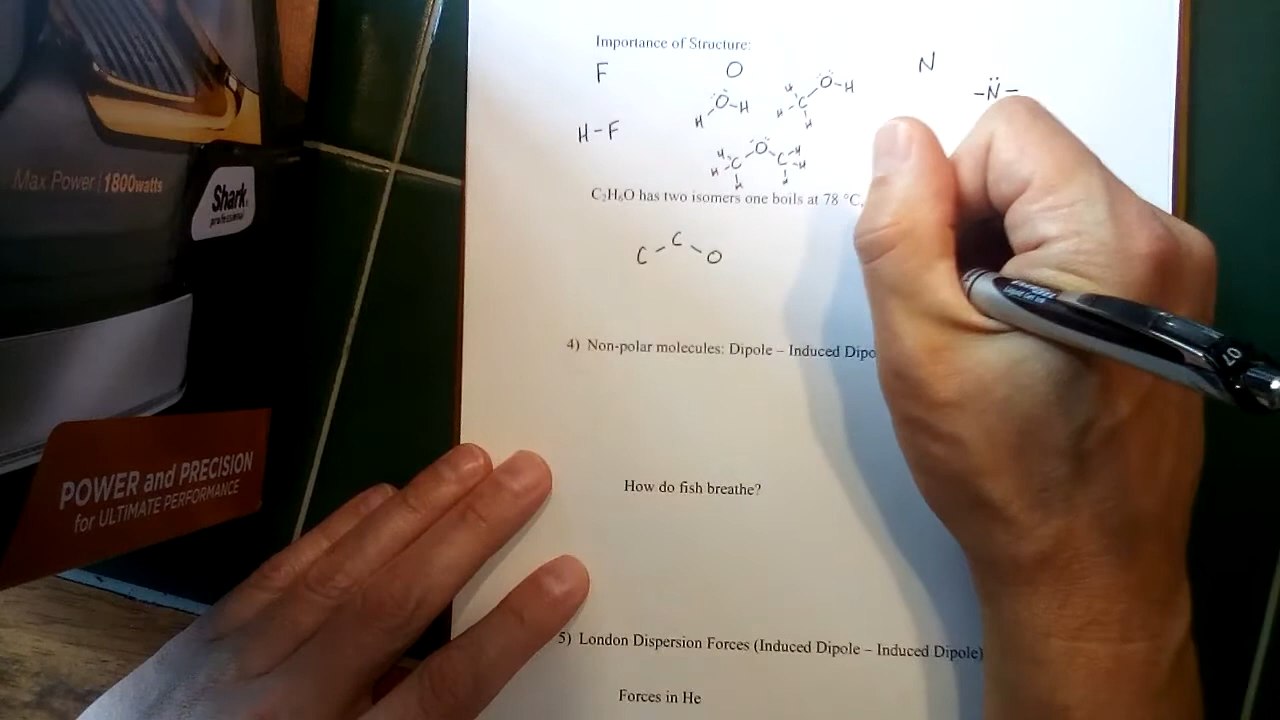 Importance of Structure:
F
O
N
H-O-H
H
H-C-O-H
H
-N-
H-F
H H
H-C-O-C-H
H H
C₂H₆O has two isomers one boils at 78 °C,
C-C-O
4) Non-polar molecules: Dipole – Induced Dipo
How do fish breathe?
5) London Dispersion Forces (Induced Dipole – Induced Dipole)
Forces in He
Max Power | 1800watts
Shark
professional
POWER and PRECISION
for ULTIMATE PERFORMANCE
07